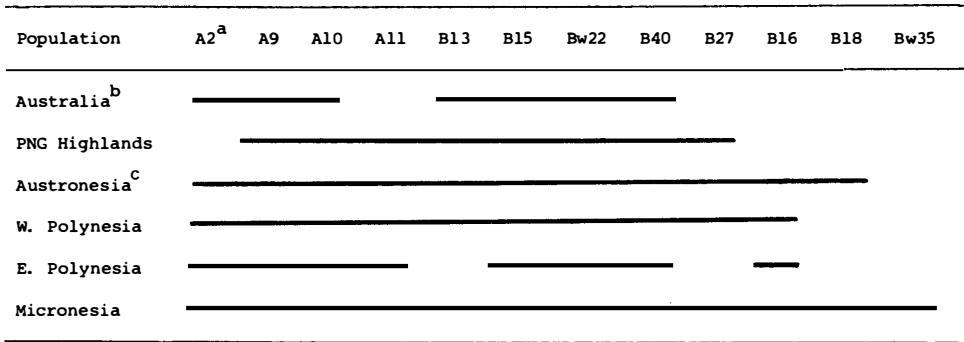 Population A2a A9 A10 A11 B13 B15 Bw22 B40 B27 B16 B18 Bw35
Australiab
PNG Highlands
Austronesiac
W. Polynesia
E. Polynesia
Micronesia